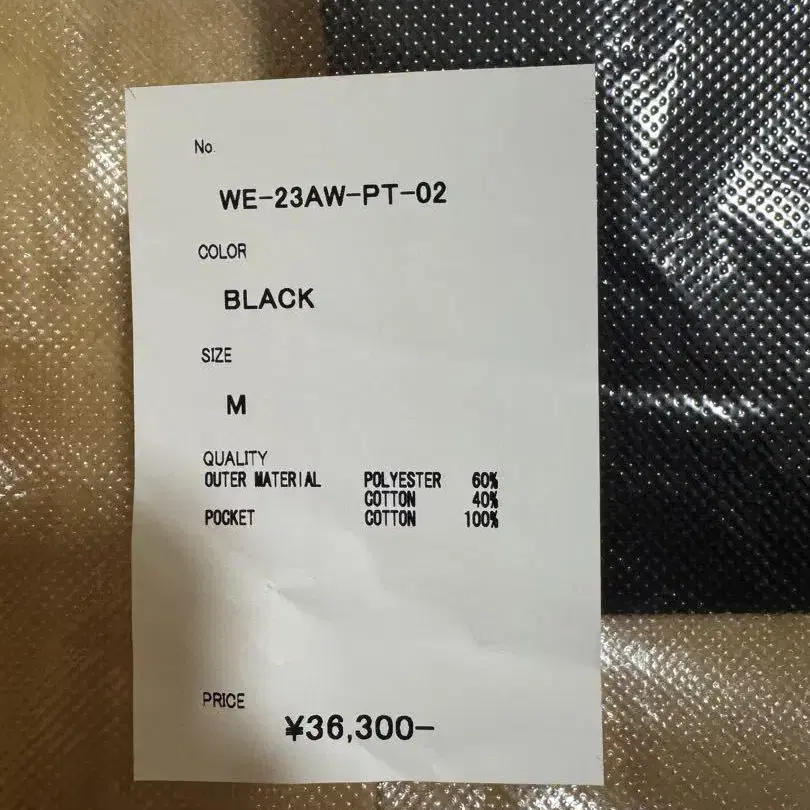 No.
WE-23AW-PT-02
COLOR
BLACK
SIZE
M
QUALITY
OUTER MATERIAL POLYESTER 60%
COTTON 40%
POCKET COTTON 100%
PRICE
¥36,300-